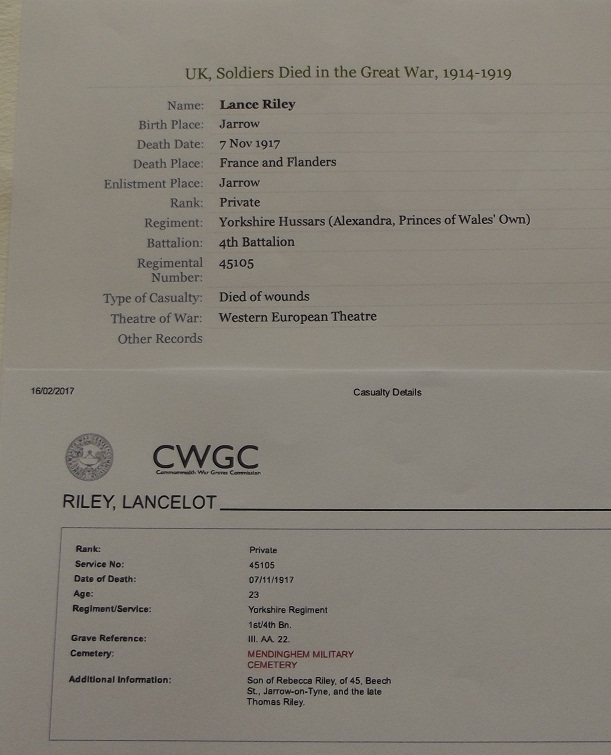 UK, Soldiers Died in the Great War, 1914-1919
Name: Lance Riley
Birth Place: Jarrow
Death Date: 7 Nov 1917
Death Place: France and Flanders
Enlistment Place: Jarrow
Rank: Private
Regiment: Yorkshire Hussars (Alexandra, Princes of Wales' Own)
Battalion: 4th Battalion
Regimental Number: 45105
Type of Casualty: Died of wounds
Theatre of War: Western European Theatre
Other Records
16/02/2017 Casualty Details
CWGC
Commonwealth War Graves Commission
RILEY, LANCELOT
Rank: Private
Service No: 45105
Date of Death: 07/11/1917
Age: 23
Regiment/Service: Yorkshire Regiment
1st/4th Bn.
Grave Reference: III. AA. 22.
Cemetery: MENDINGHEM MILITARY
CEMETERY
Additional Information: Son of Rebecca Riley, of 45, Beech
St., Jarrow-on-Tyne, and the late
Thomas Riley.